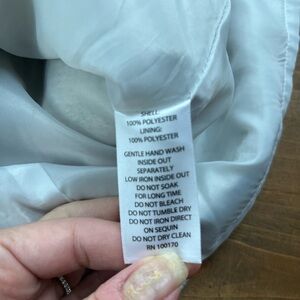 SHELL:
100% POLYESTER
LINING:
100% POLYESTER
GENTLE HAND WASH
INSIDE OUT
SEPARATELY
LOW IRON INSIDE OUT
DO NOT SOAK
FOR LONG TIME
DO NOT BLEACH
DO NOT TUMBLE DRY
DO NOT IRON DIRECT
ON SEQUIN
DO NOT DRY CLEAN
RN 100170